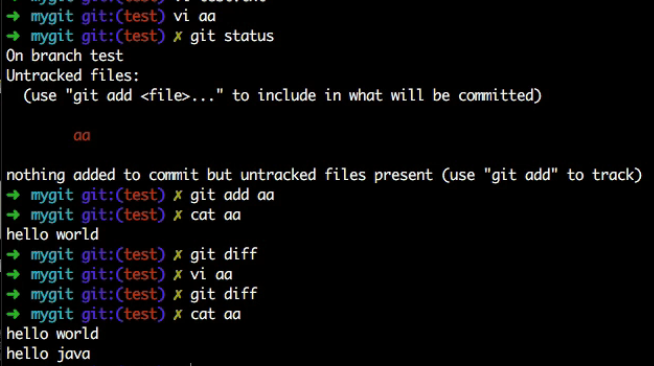 ➜ mygit git:(test) vi aa
➜ mygit git:(test) ✗ git status
On branch test
Untracked files:
  (use "git add <file>..." to include in what will be committed)
        aa
nothing added to commit but untracked files present (use "git add" to track)
➜ mygit git:(test) ✗ git add aa
➜ mygit git:(test) ✗ cat aa
hello world
➜ mygit git:(test) ✗ git diff
➜ mygit git:(test) ✗ vi aa
➜ mygit git:(test) ✗ git diff
➜ mygit git:(test) ✗ cat aa
hello world
hello java